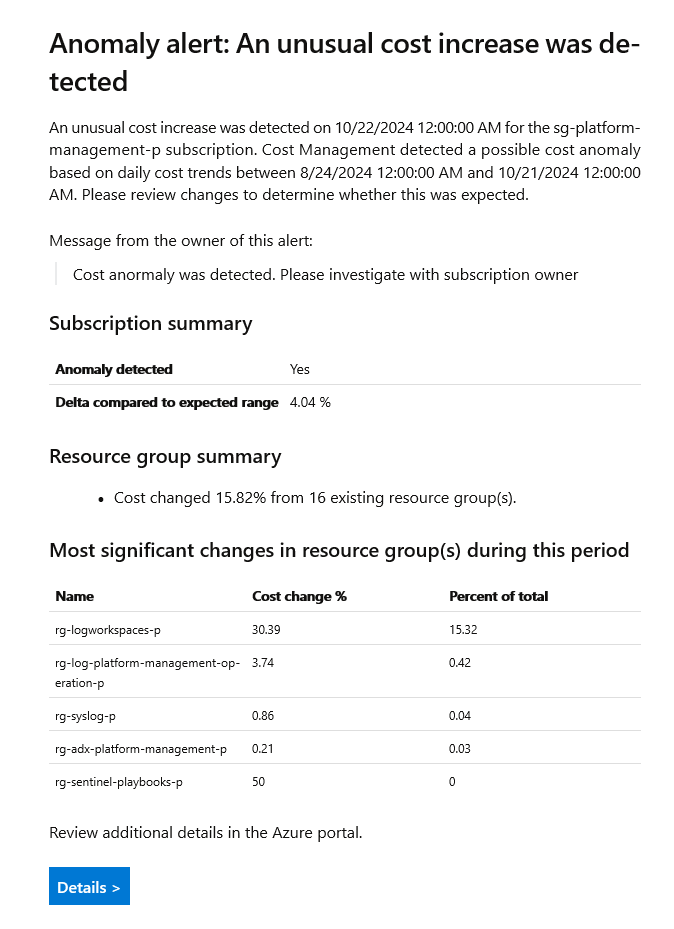 Anomaly alert: An unusual cost increase was de-
tected
An unusual cost increase was detected on 10/22/2024 12:00:00 AM for the sg-platform-
management-p subscription. Cost Management detected a possible cost anomaly
based on daily cost trends between 8/24/2024 12:00:00 AM and 10/21/2024 12:00:00
AM. Please review changes to determine whether this was expected.
Message from the owner of this alert:
Cost anormaly was detected. Please investigate with subscription owner
Subscription summary
Anomaly detected Yes
Delta compared to expected range 4.04 %
Resource group summary
• Cost changed 15.82% from 16 existing resource group(s).
Most significant changes in resource group(s) during this period
Name Cost change % Percent of total
rg-logworkspaces-p 30.39 15.32
rg-log-platform-management-op- 3.74 0.42
eration-p
rg-syslog-p 0.86 0.04
rg-adx-platform-management-p 0.21 0.03
rg-sentinel-playbooks-p 50 0
Review additional details in the Azure portal.
Details >